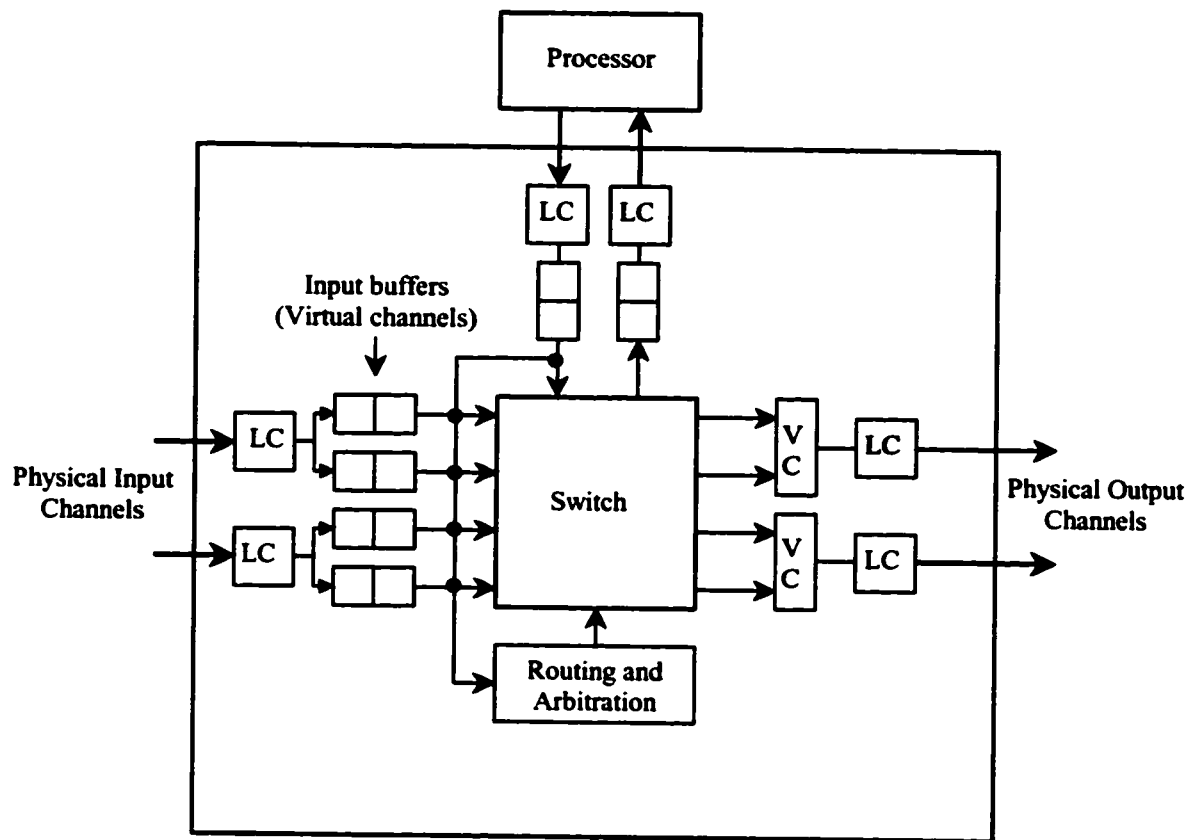 Processor
LC
LC
Input buffers
(Virtual channels)
LC
V
C
LC
Physical Input
Channels
Switch
Physical Output
Channels
LC
V
C
LC
Routing and
Arbitration